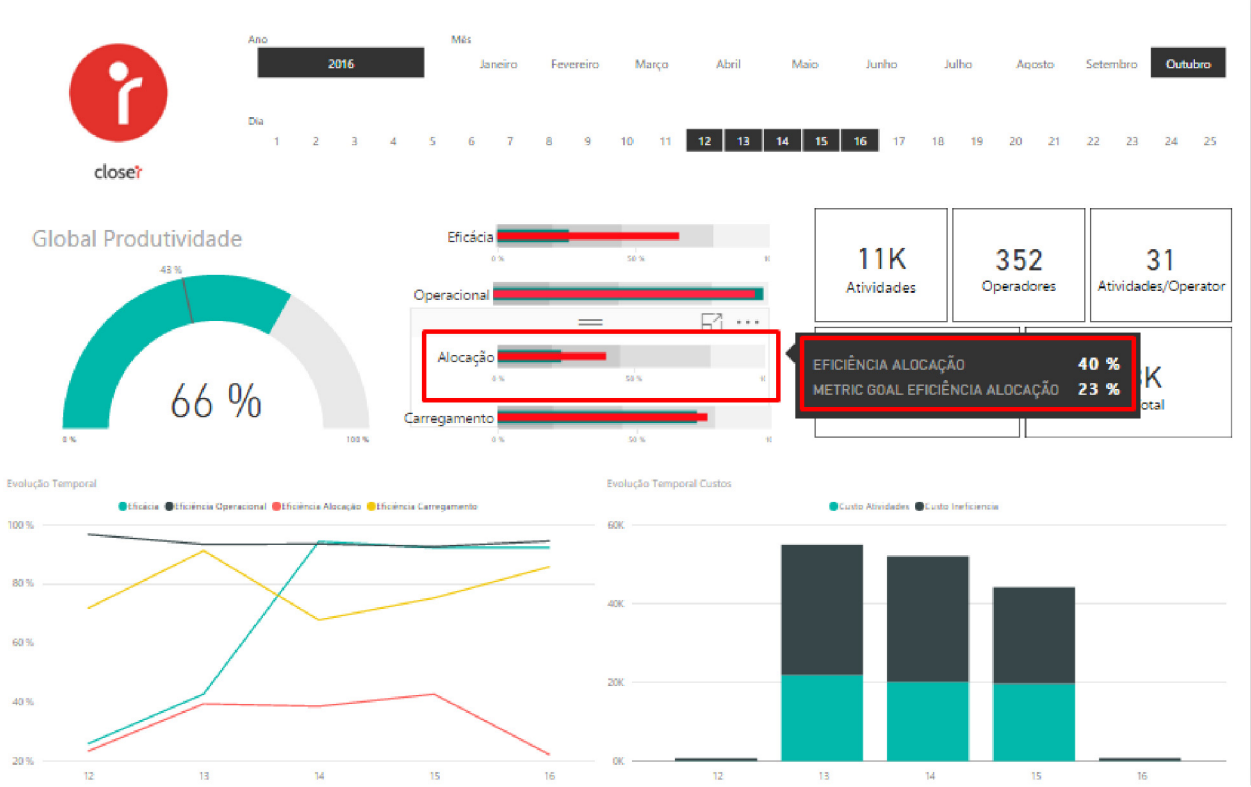 Ano
2016
Mês
Janeiro Fevereiro Março Abril Maio Junho Julho Agosto Setembro Outubro
Dia
1 2 3 4 5 6 7 8 9 10 11 12 13 14 15 16 17 18 19 20 21 22 23 24 25
closer
Global Produtividade
43 %
66 %
0 % 100 %
Eficácia
0 % 50 %
Operacional
Alocação
0 % 50 %
Carregamento
0 % 50 %
11K
Atividades
352
Operadores
31
Atividades/Operator
EFICIÊNCIA ALOCAÇÃO 40 %
METRIC GOAL EFICIÊNCIA ALOCAÇÃO 23 %
K
otal
Evolução Temporal
Eficácia Eficiência Operacional Eficiência Alocação Eficiência Carregamento
100 %
80 %
60 %
40 %
20 %
12 13 14 15 16
Evolução Temporal Custos
Custo Atividades Custo Ineficiencia
60K
40K
20K
0K
12 13 14 15 16